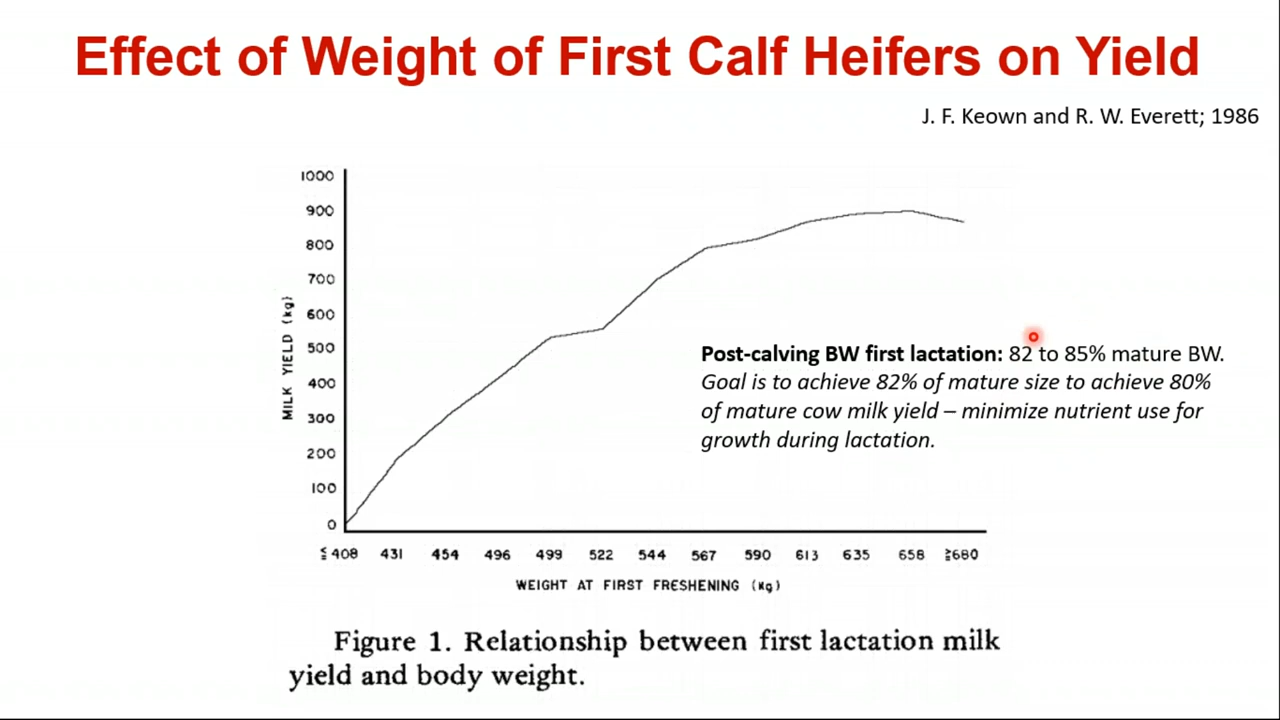 Effect of Weight of First Calf Heifers on Yield
J. F. Keown and R. W. Everett; 1986
1000
900
800
700
600
500
400
300
200
100
0
MILK YIELD (kg)
≦408 431 454 496 499 522 544 567 590 613 635 658 ≧680
WEIGHT AT FIRST FRESHENING (Kg)
Post-calving BW first lactation: 82 to 85% mature BW.
Goal is to achieve 82% of mature size to achieve 80%
of mature cow milk yield – minimize nutrient use for
growth during lactation.
Figure 1. Relationship between first lactation milk
yield and body weight.